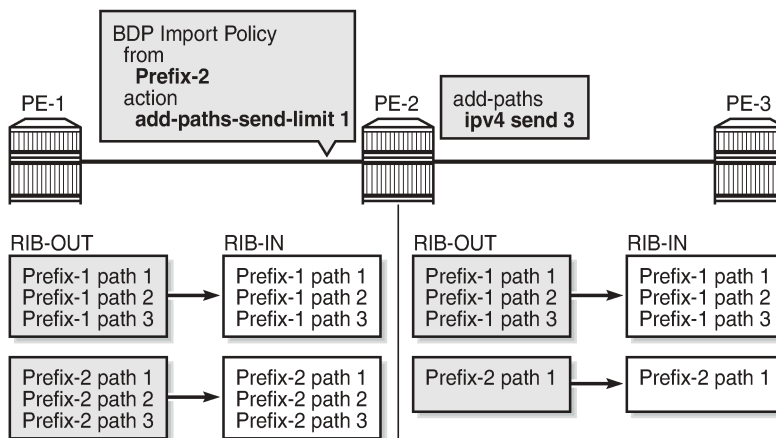 BDP Import Policy
from
Prefix-2
action
add-paths-send-limit 1
add-paths
ipv4 send 3
PE-1
PE-2
PE-3
RIB-OUT
RIB-IN
RIB-OUT
RIB-IN
Prefix-1 path 1
Prefix-1 path 2
Prefix-1 path 3
Prefix-1 path 1
Prefix-1 path 2
Prefix-1 path 3
Prefix-1 path 1
Prefix-1 path 2
Prefix-1 path 3
Prefix-1 path 1
Prefix-1 path 2
Prefix-1 path 3
Prefix-2 path 1
Prefix-2 path 2
Prefix-2 path 3
Prefix-2 path 1
Prefix-2 path 2
Prefix-2 path 3
Prefix-2 path 1
Prefix-2 path 1